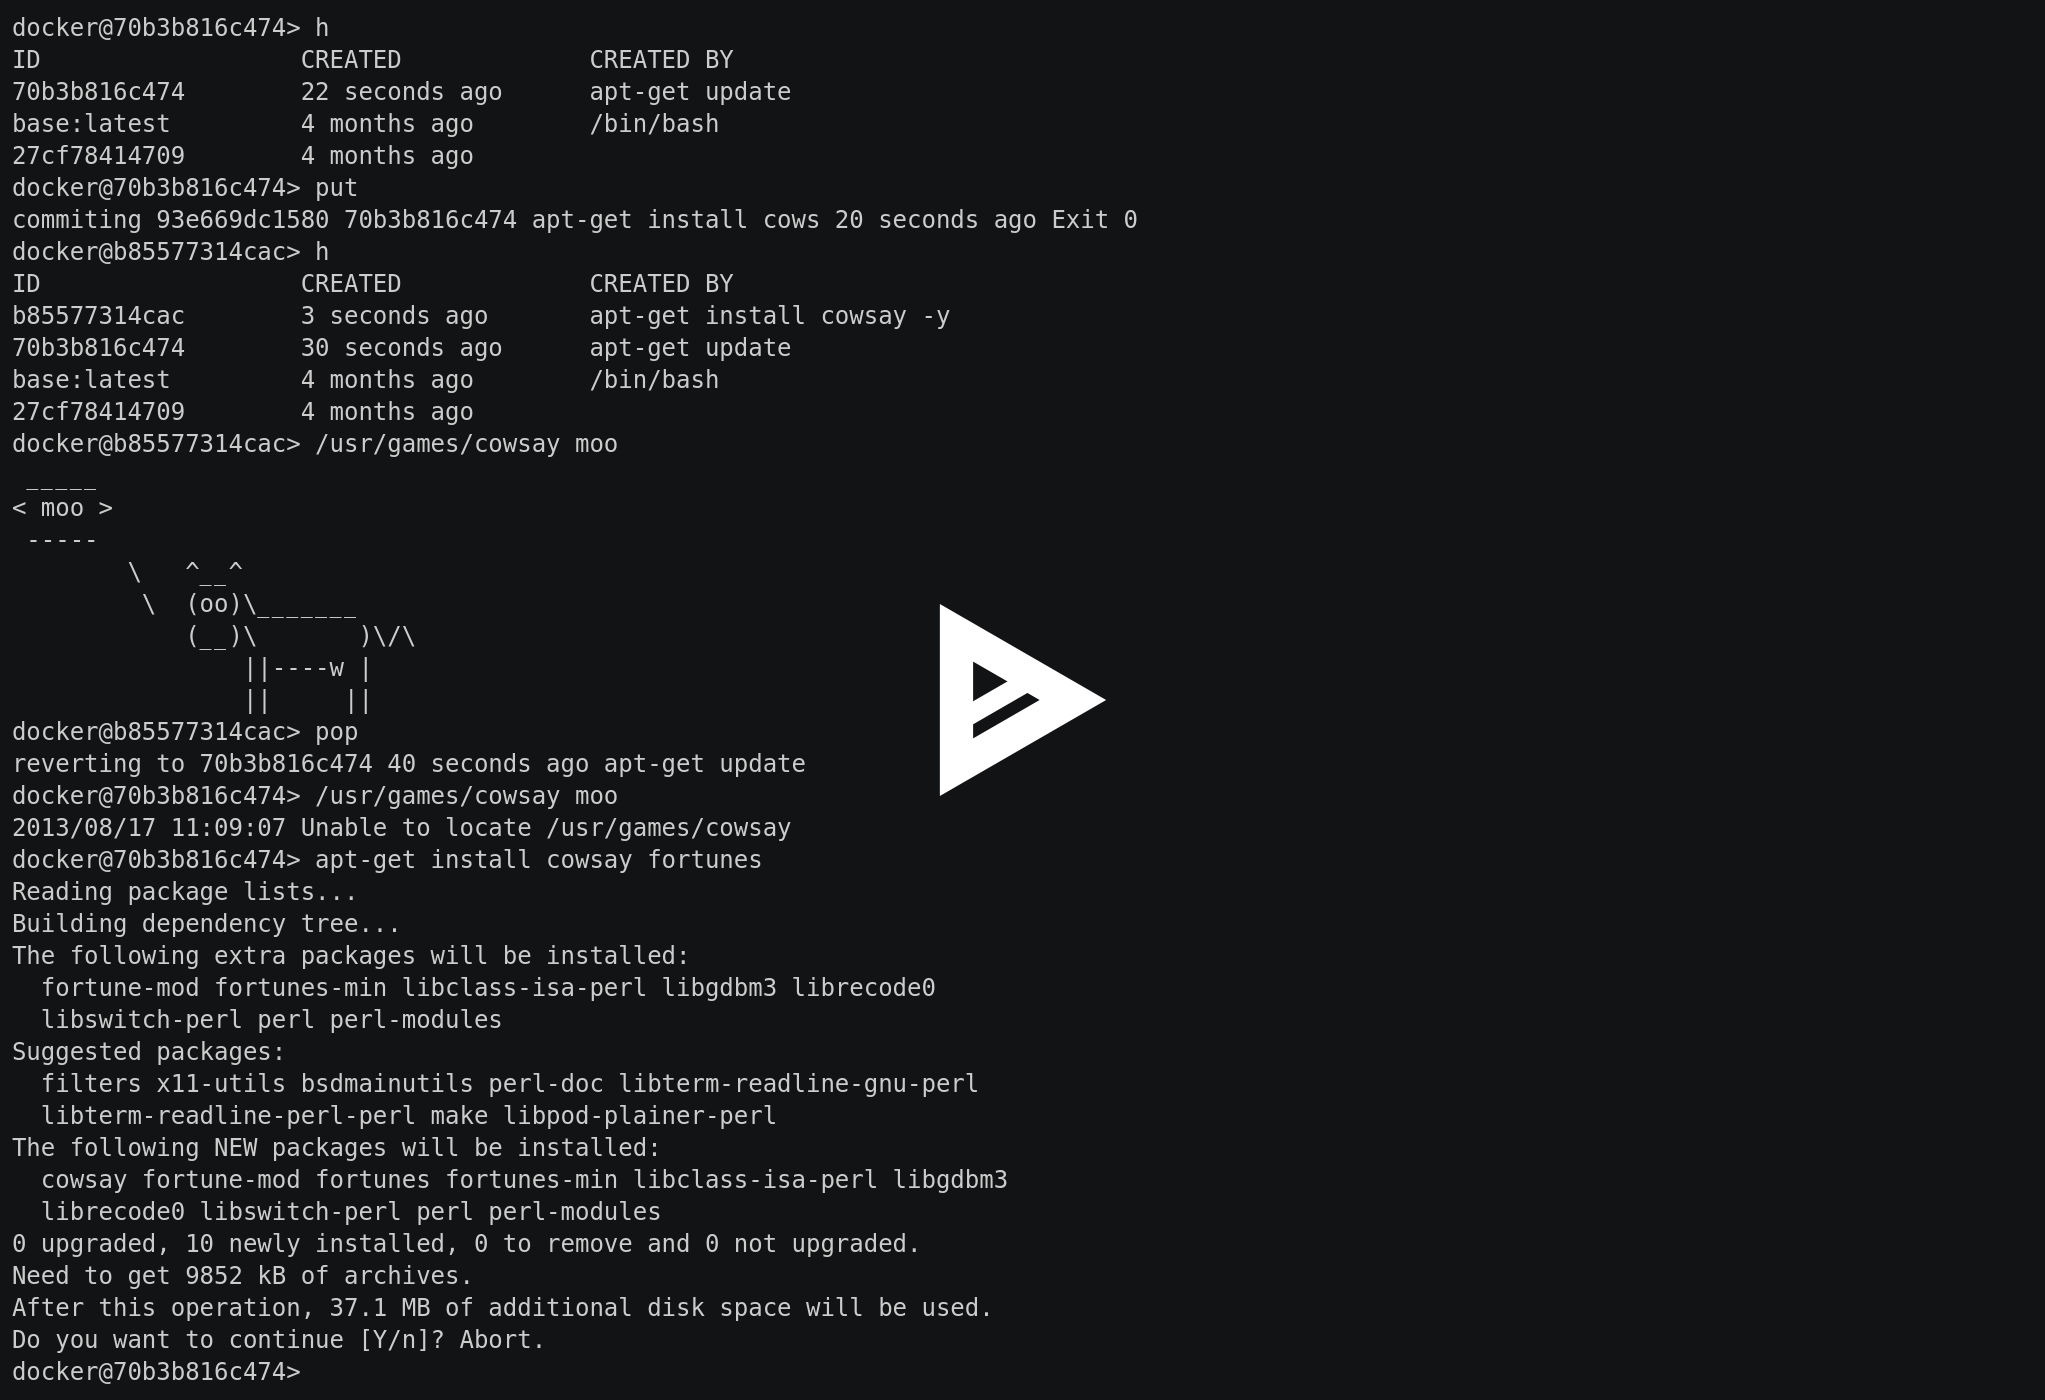 docker@70b3b816c474> h
ID                  CREATED             CREATED BY
70b3b816c474        22 seconds ago      apt-get update
base:latest         4 months ago        /bin/bash
27cf78414709        4 months ago
docker@70b3b816c474> put
commiting 93e669dc1580 70b3b816c474 apt-get install cows 20 seconds ago Exit 0
docker@b85577314cac> h
ID                  CREATED             CREATED BY
b85577314cac        3 seconds ago       apt-get install cowsay -y
70b3b816c474        30 seconds ago      apt-get update
base:latest         4 months ago        /bin/bash
27cf78414709        4 months ago
docker@b85577314cac> /usr/games/cowsay moo
 _____
< moo >
 -----
        \   ^__^
         \  (oo)\_______
            (__)\       )\/\
                ||----w |
                ||     ||
docker@b85577314cac> pop
reverting to 70b3b816c474 40 seconds ago apt-get update
docker@70b3b816c474> /usr/games/cowsay moo
2013/08/17 11:09:07 Unable to locate /usr/games/cowsay
docker@70b3b816c474> apt-get install cowsay fortunes
Reading package lists...
Building dependency tree...
The following extra packages will be installed:
  fortune-mod fortunes-min libclass-isa-perl libgdbm3 librecode0
  libswitch-perl perl perl-modules
Suggested packages:
  filters x11-utils bsdmainutils perl-doc libterm-readline-gnu-perl
  libterm-readline-perl-perl make libpod-plainer-perl
The following NEW packages will be installed:
  cowsay fortune-mod fortunes fortunes-min libclass-isa-perl libgdbm3
  librecode0 libswitch-perl perl perl-modules
0 upgraded, 10 newly installed, 0 to remove and 0 not upgraded.
Need to get 9852 kB of archives.
After this operation, 37.1 MB of additional disk space will be used.
Do you want to continue [Y/n]? Abort.
docker@70b3b816c474>